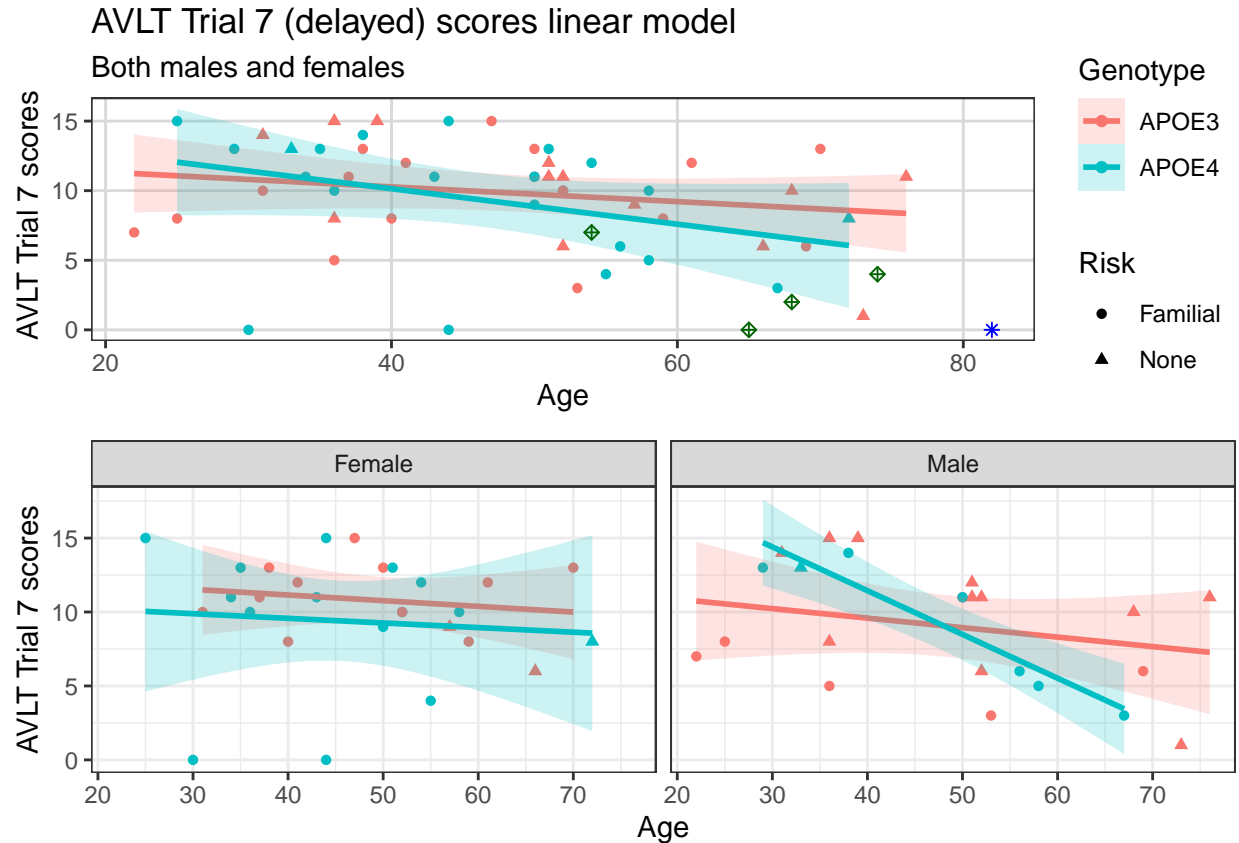 AVLT Trial 7 (delayed) scores linear model
Both males and females
AVLT Trial 7 scores
15
10
5
0
20
40
60
80
Age
Genotype
APOE3
APOE4
Risk
Familial
None
Female
Male
AVLT Trial 7 scores
15
10
5
0
20
30
40
50
60
70
20
30
40
50
60
70
Age